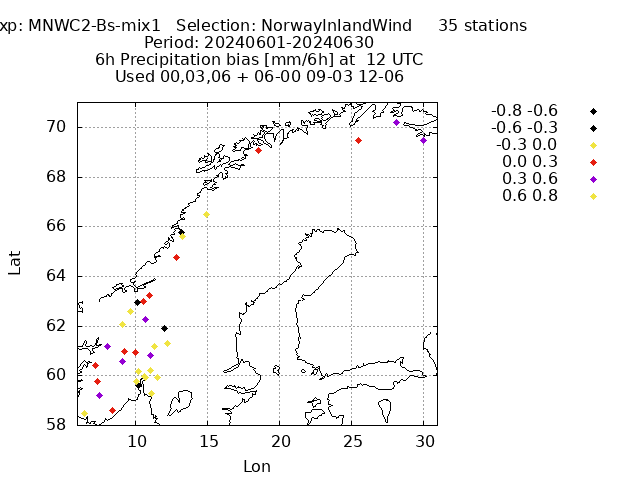 xp: MNWC2-Bs-mix1   Selection: NorwayInlandWind     35 stations
Period: 20240601-20240630
6h Precipitation bias [mm/6h] at  12 UTC
Used 00,03,06 + 06-00 09-03 12-06
-0.8 -0.6
-0.6 -0.3
-0.3 0.0
0.0 0.3
0.3 0.6
0.6 0.8
70
68
66
64
62
60
58
Lat
10 15 20 25 30
Lon